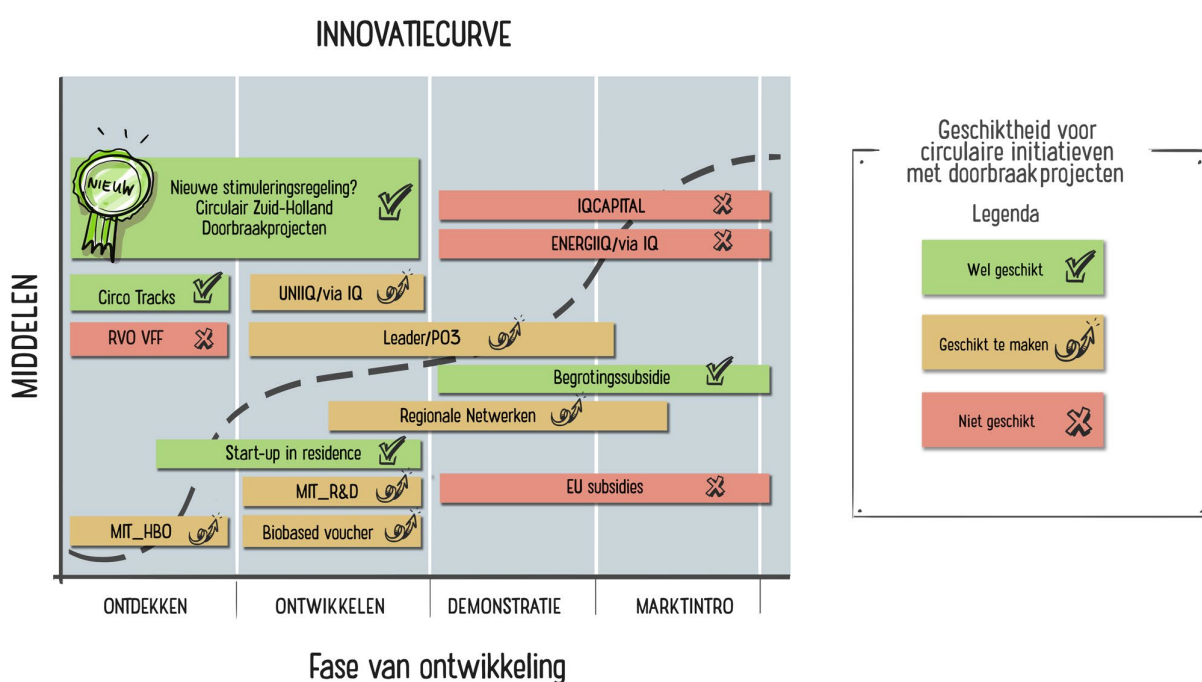 INNOVATIECURVE
MIDDELEN
NIEUW
Nieuwe stimuleringsregeling?
Circulair Zuid-Holland
Doorbraakprojecten
IQCAPITAL
ENERGIIQ/via IQ
Circo Tracks
UNIIQ/via IQ
RVO VFF
Leader/PO3
Begrotingssubsidie
Regionale Netwerken
Start-up in residence
MIT_R&D
EU subsidies
MIT_HBO
Biobased voucher
ONTDEKKEN
ONTWIKKELEN
DEMONSTRATIE
MARKTINTRO
Fase van ontwikkeling
Geschiktheid voor
circulaire initiatieven
met doorbraakprojecten
Legenda
Wel geschikt
Geschikt te maken
Niet geschikt